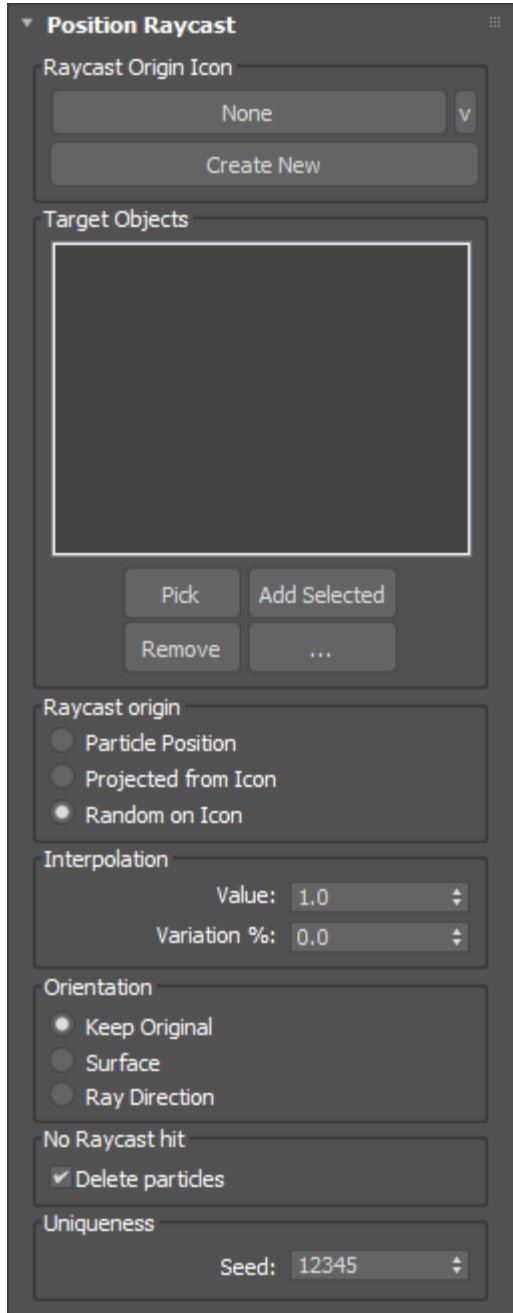 Position Raycast
Raycast Origin Icon
None v
Create New
Target Objects
Pick Add Selected
Remove ...
Raycast origin
Particle Position
Projected from Icon
Random on Icon
Interpolation
Value: 1.0
Variation %: 0.0
Orientation
Keep Original
Surface
Ray Direction
No Raycast hit
Delete particles
Uniqueness
Seed: 12345